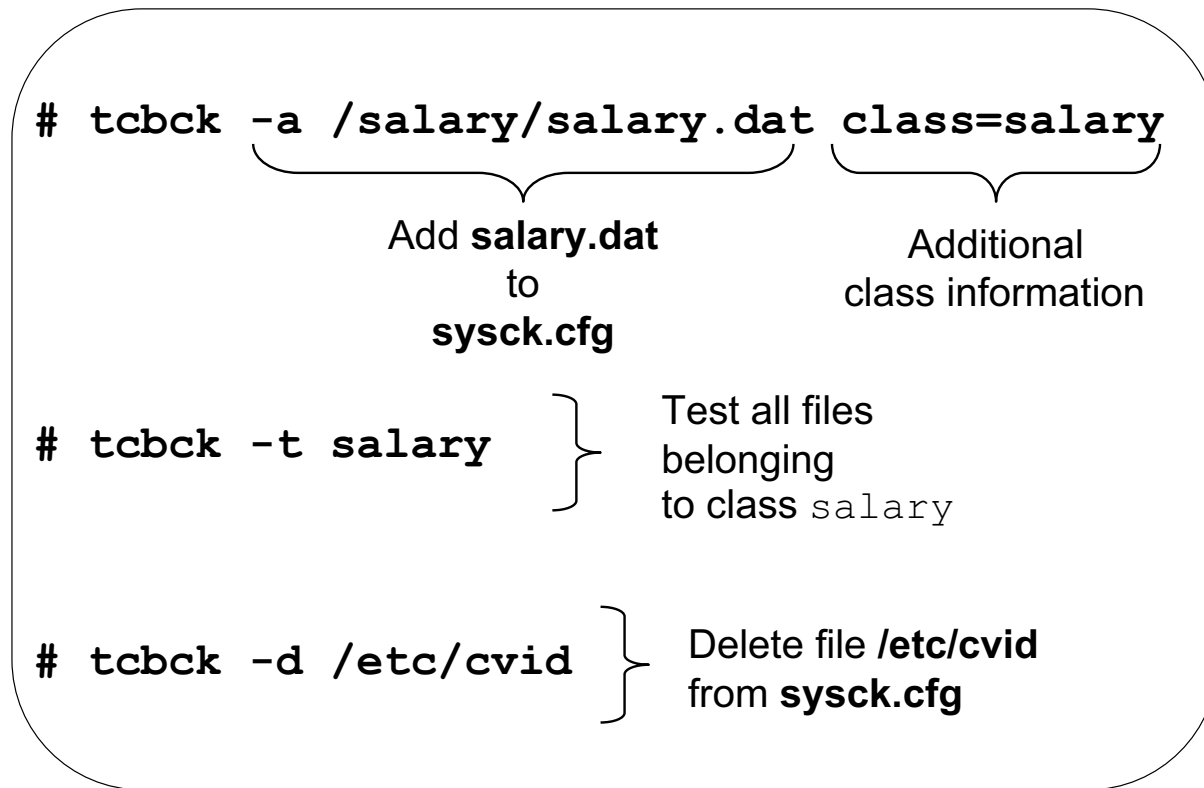 # tcbck -a /salary/salary.dat class=salary
Add salary.dat
to
sysck.cfg
Additional
class information
# tcbck -t salary
Test all files
belonging
to class salary
# tcbck -d /etc/cvid
Delete file /etc/cvid
from sysck.cfg